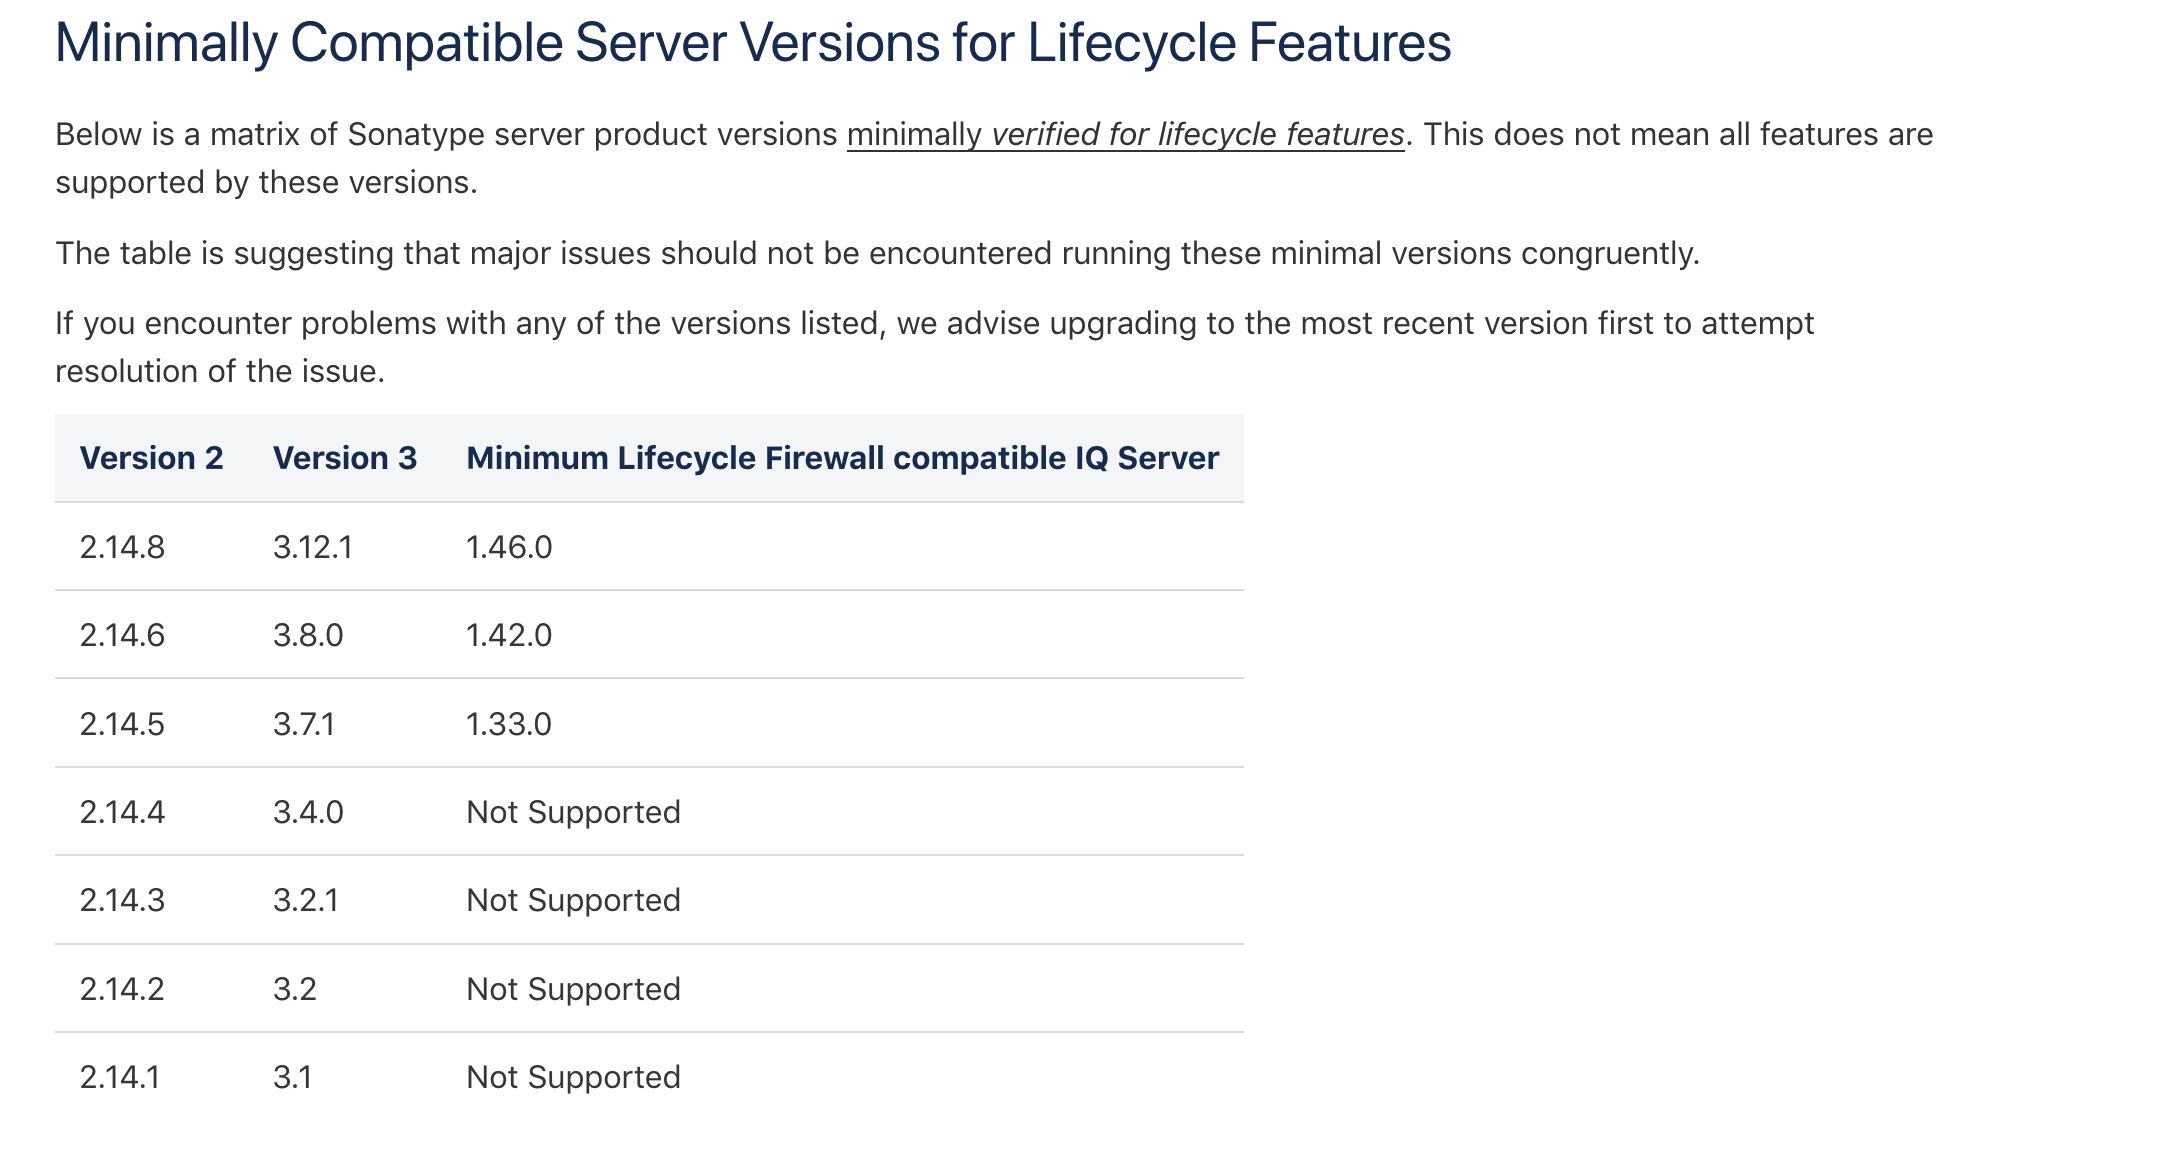 Minimally Compatible Server Versions for Lifecycle Features
Below is a matrix of Sonatype server product versions minimally verified for lifecycle features. This does not mean all features are
supported by these versions.
The table is suggesting that major issues should not be encountered running these minimal versions congruently.
If you encounter problems with any of the versions listed, we advise upgrading to the most recent version first to attempt
resolution of the issue.
Version 2 Version 3 Minimum Lifecycle Firewall compatible IQ Server
2.14.8 3.12.1 1.46.0
2.14.6 3.8.0 1.42.0
2.14.5 3.7.1 1.33.0
2.14.4 3.4.0 Not Supported
2.14.3 3.2.1 Not Supported
2.14.2 3.2 Not Supported
2.14.1 3.1 Not Supported